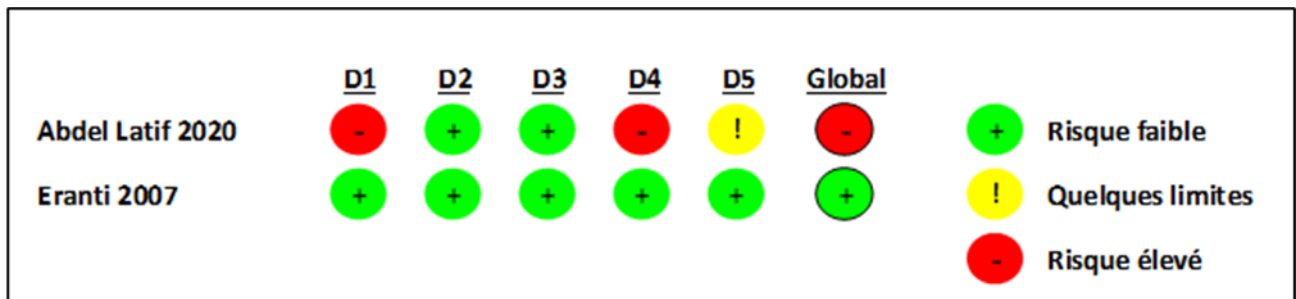 D1 D2 D3 D4 D5 Global
Abdel Latif 2020 - + + - ! - + Risque faible
Eranti 2007 + + + + + + ! Quelques limites
- Risque élevé